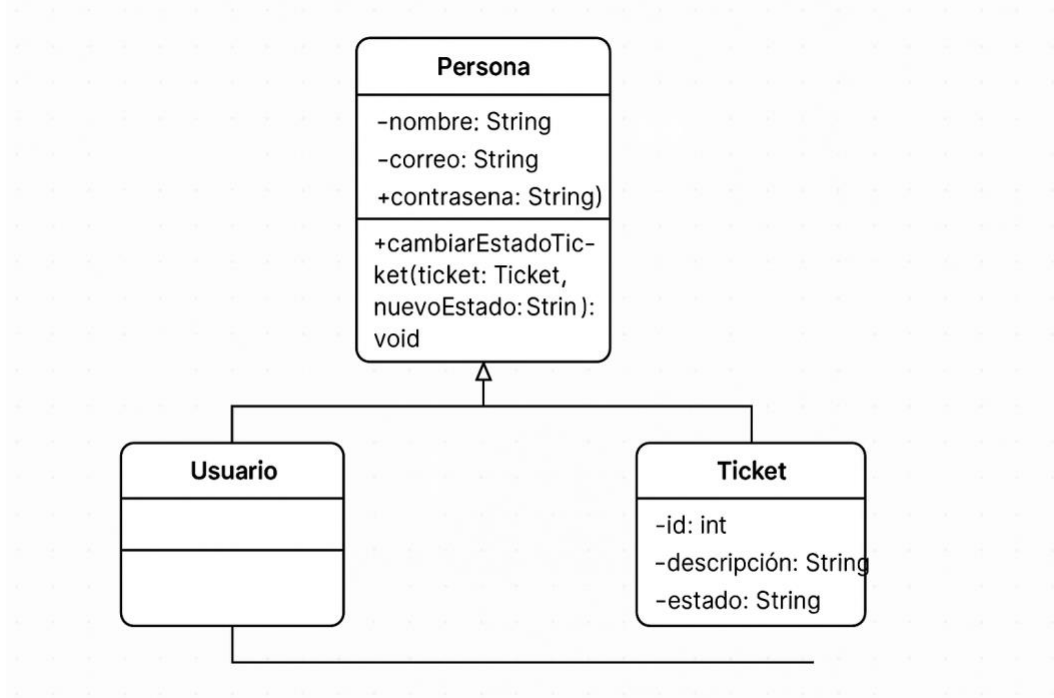 Persona
-nombre: String
-correo: String
+contrasena: String)
+cambiarEstadoTic-
ket(ticket: Ticket,
nuevoEstado: Strin ):
void
Usuario
Ticket
-id: int
-descripción: String
-estado: String